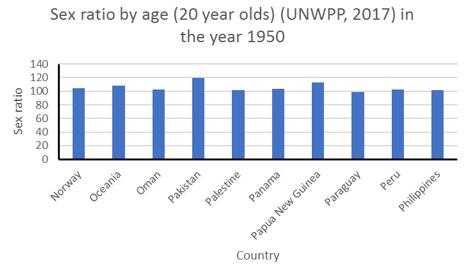 Sex ratio by age (20 year olds) (UNWPP, 2017) in
the year 1950
Sex ratio
140
120
100
80
60
40
20
0
Norway
Oceania
Oman
Pakistan
Palestine
Panama
Papua New Guinea
Paraguay
Peru
Philippines
Country